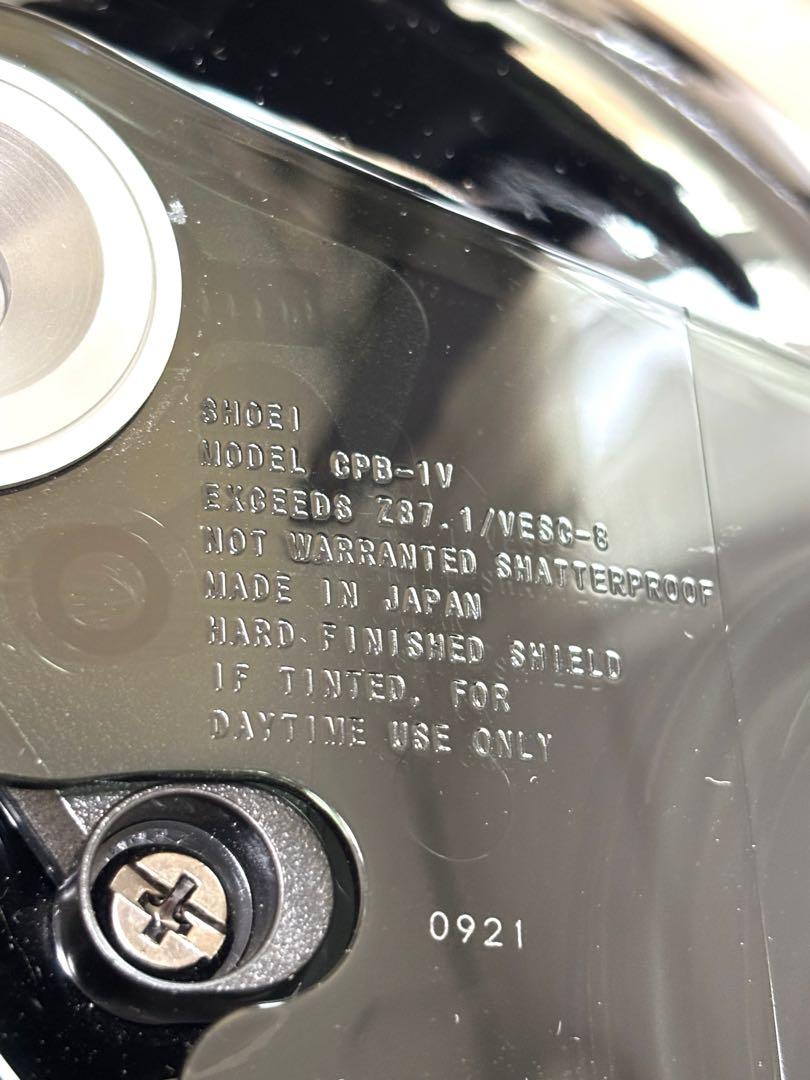 SHOEI
MODEL CPB-1V
EXCEEDS Z87.1/VESC-8
NOT WARRANTED SHATTERPROOF
MADE IN JAPAN
HARD FINISHED SHIELD
IF TINTED, FOR
DAYTIME USE ONLY
0921